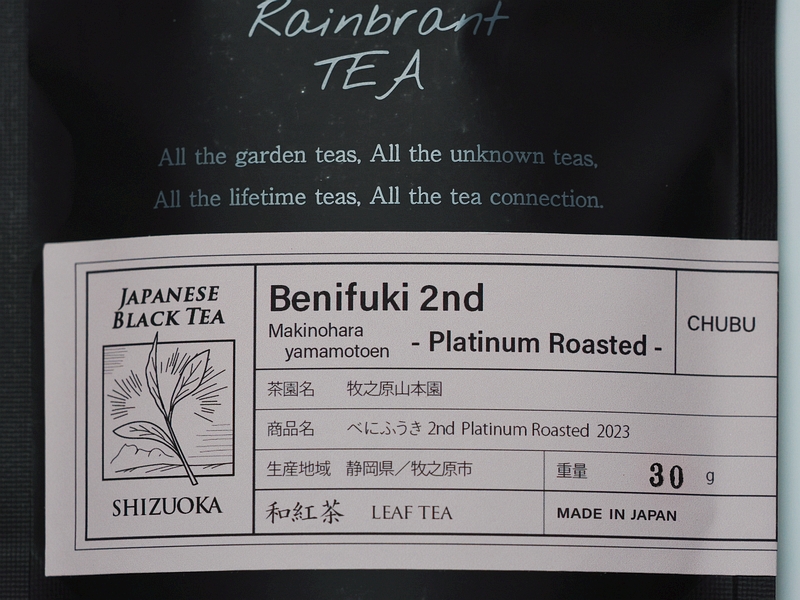 Rainbrant
TEA
All the garden teas, All the unknown teas,
All the lifetime teas, All the tea connection.
JAPANESE
BLACK TEA
SHIZUOKA
Benifuki 2nd
Makinohara
yamamotoen
- Platinum Roasted -
CHUBU
茶園名 牧之原山本園
商品名 べにふうき 2nd Platinum Roasted 2023
生産地域 静岡県／牧之原市
重量 30 g
和紅茶 LEAF TEA
MADE IN JAPAN